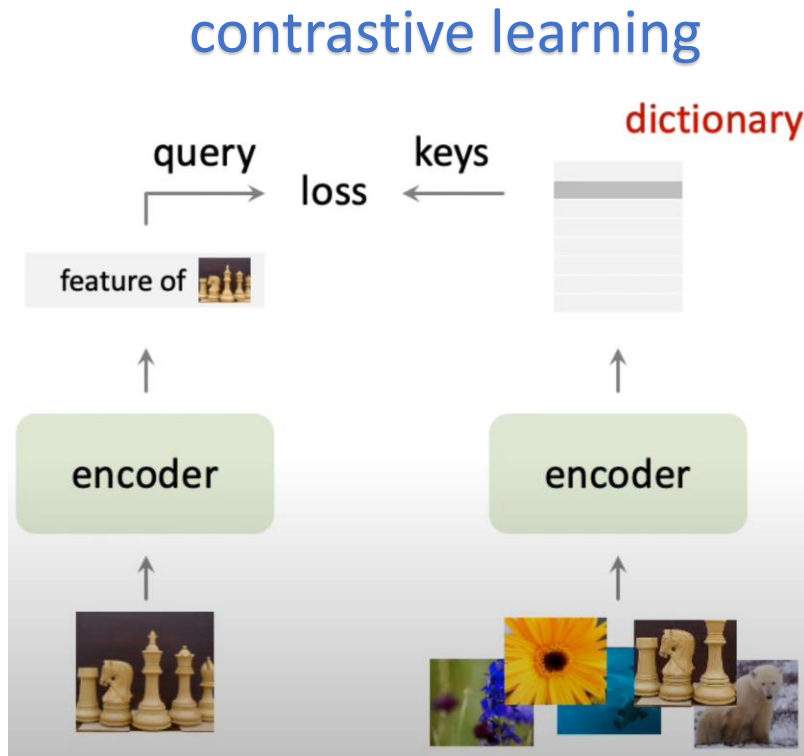 contrastive learning
dictionary
query
keys
loss
feature of
encoder
encoder